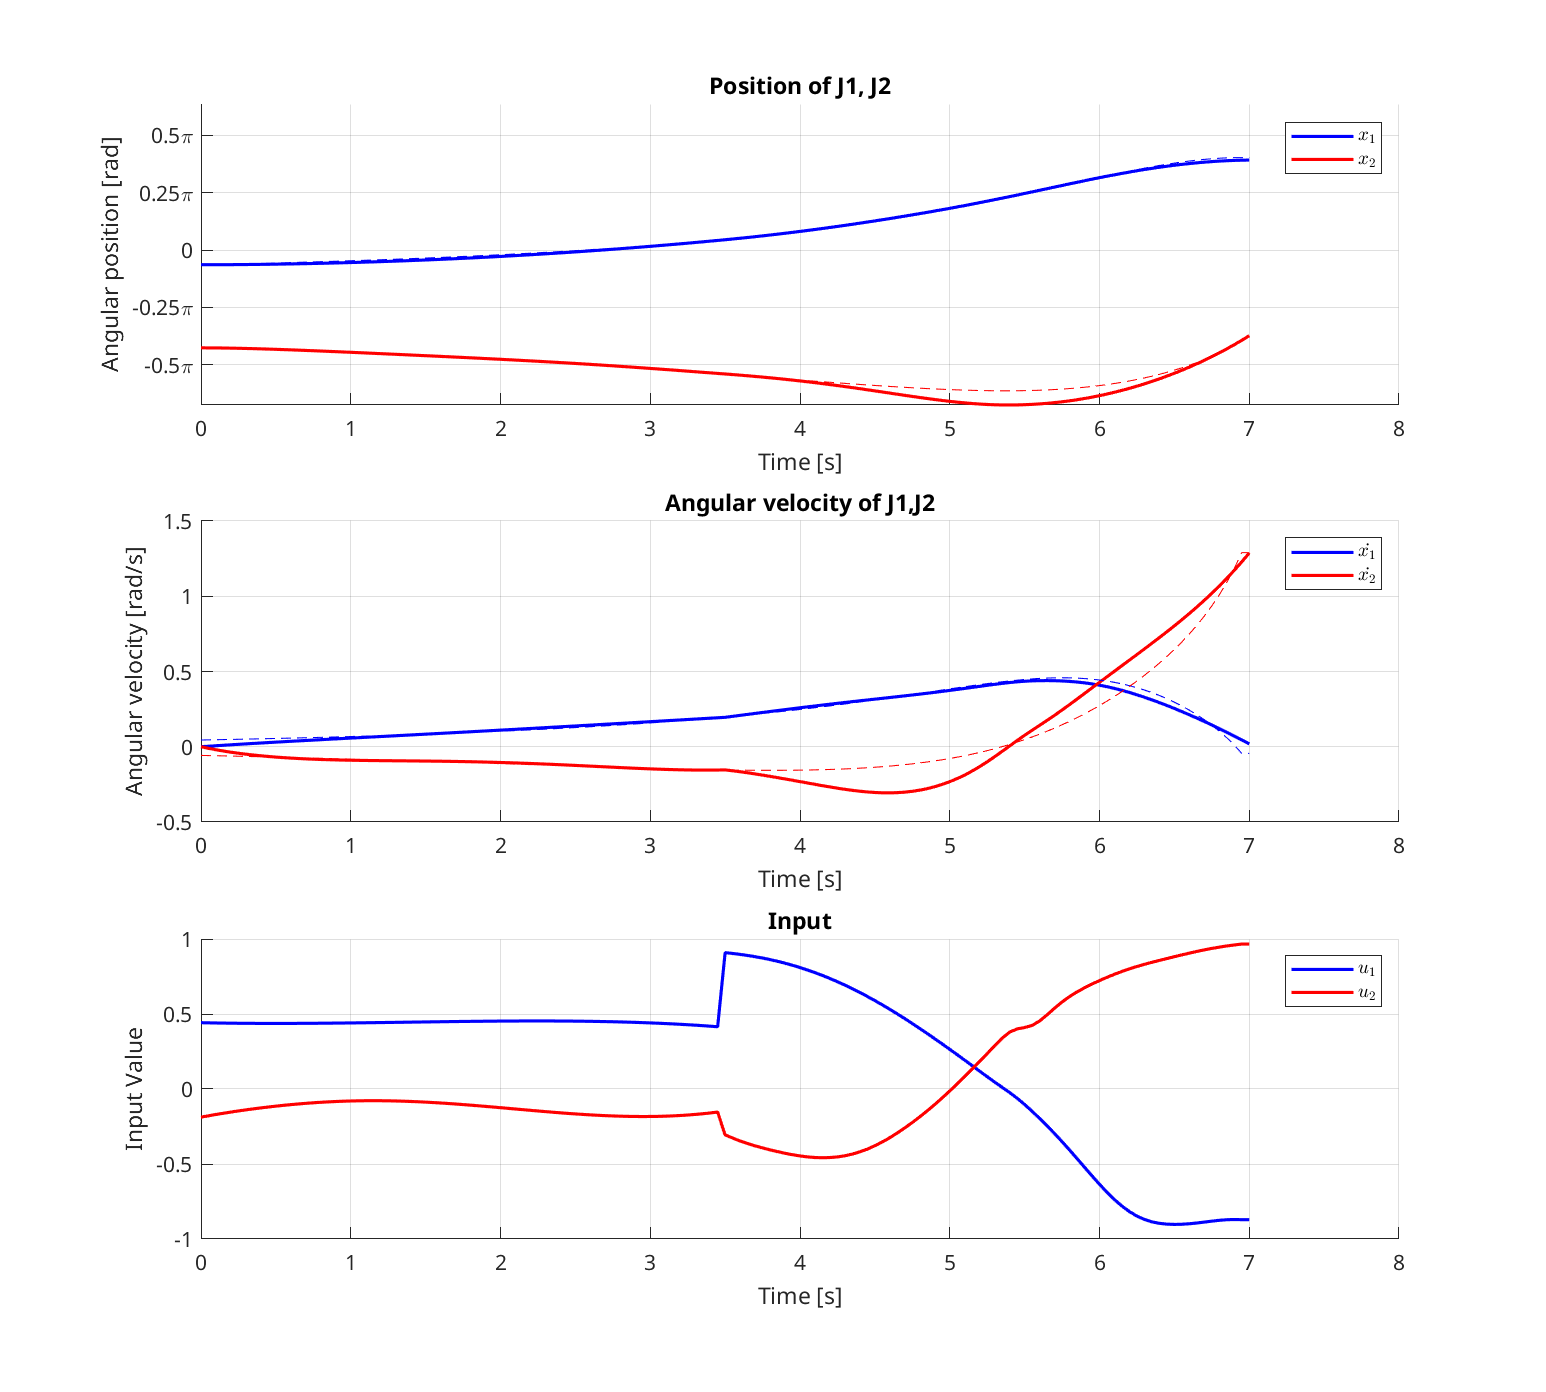 Position of J1, J2
Angular position [rad]
0.5π
0.25π
0
-0.25π
-0.5π
x₁
x₂
0 1 2 3 4 5 6 7 8
Time [s]
Angular velocity of J1,J2
Angular velocity [rad/s]
1.5
1
0.5
0
-0.5
ẋ₁
ẋ₂
0 1 2 3 4 5 6 7 8
Time [s]
Input
Input Value
1
0.5
0
-0.5
-1
u₁
u₂
0 1 2 3 4 5 6 7 8
Time [s]